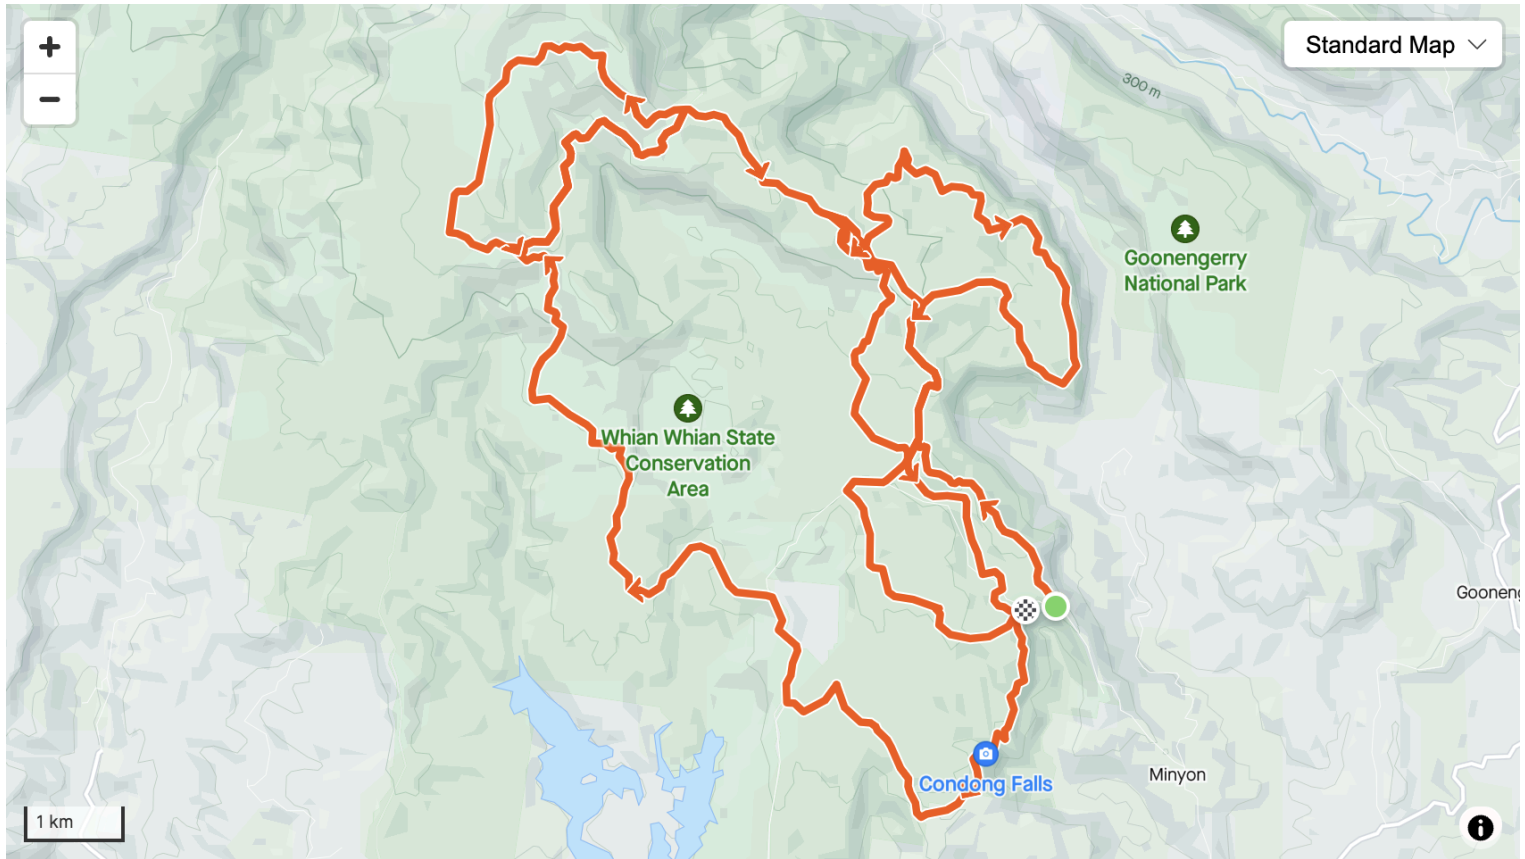 +
Standard Map
−
300 m
Goonengerry
National Park
Whian Whian State
Conservation
Area
Gooneng
Minyon
Condong Falls
1 km